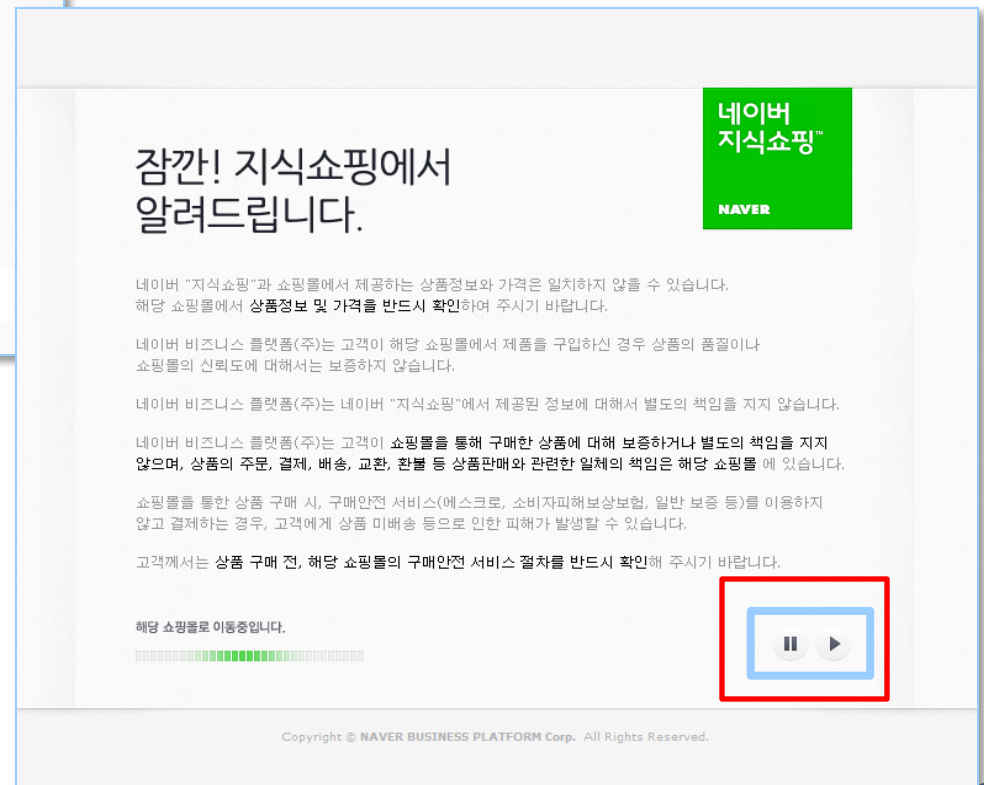 네이버
지식쇼핑™
NAVER
잠깐! 지식쇼핑에서
알려드립니다.
네이버 "지식쇼핑"과 쇼핑몰에서 제공하는 상품정보와 가격은 일치하지 않을 수 있습니다.
해당 쇼핑몰에서 상품정보 및 가격을 반드시 확인하여 주시기 바랍니다.
네이버 비즈니스 플랫폼(주)는 고객이 해당 쇼핑몰에서 제품을 구입하신 경우 상품의 품질이나
쇼핑몰의 신뢰도에 대해서는 보증하지 않습니다.
네이버 비즈니스 플랫폼(주)는 네이버 "지식쇼핑"에서 제공된 정보에 대해서 별도의 책임을 지지 않습니다.
네이버 비즈니스 플랫폼(주)는 고객이 쇼핑몰을 통해 구매한 상품에 대해 보증하거나 별도의 책임을 지지
않으며, 상품의 주문, 결제, 배송, 교환, 환불 등 상품판매와 관련한 일체의 책임은 해당 쇼핑몰 에 있습니다.
쇼핑몰을 통한 상품 구매 시, 구매안전 서비스(에스크로, 소비자피해보상보험, 일반 보증 등)를 이용하지
않고 결제하는 경우, 고객에게 상품 미배송 등으로 인한 피해가 발생할 수 있습니다.
고객께서는 상품 구매 전, 해당 쇼핑몰의 구매안전 서비스 절차를 반드시 확인해 주시기 바랍니다.
해당 쇼핑몰로 이동중입니다.
Copyright © NAVER BUSINESS PLATFORM Corp. All Rights Reserved.